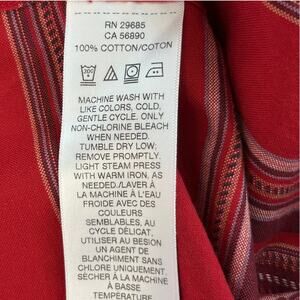 RN 29685
CA 56890
100% COTTON/COTON
MACHINE WASH WITH
LIKE COLORS, COLD,
GENTLE CYCLE. ONLY
NON-CHLORINE BLEACH
WHEN NEEDED.
TUMBLE DRY LOW;
REMOVE PROMPTLY.
LIGHT STEAM PRESS
WITH WARM IRON, AS
NEEDED./LAVER À
LA MACHINE À L'EAU
FROIDE AVEC DES
COULEURS
SEMBLABLES, AU
CYCLE DÉLICAT,
UTILISER AU BESOIN
UN AGENT DE
BLANCHIMENT SANS
CHLORE UNIQUEMENT.
SÉCHER À LA MACHINE
À BASSE
TEMPÉRATURE